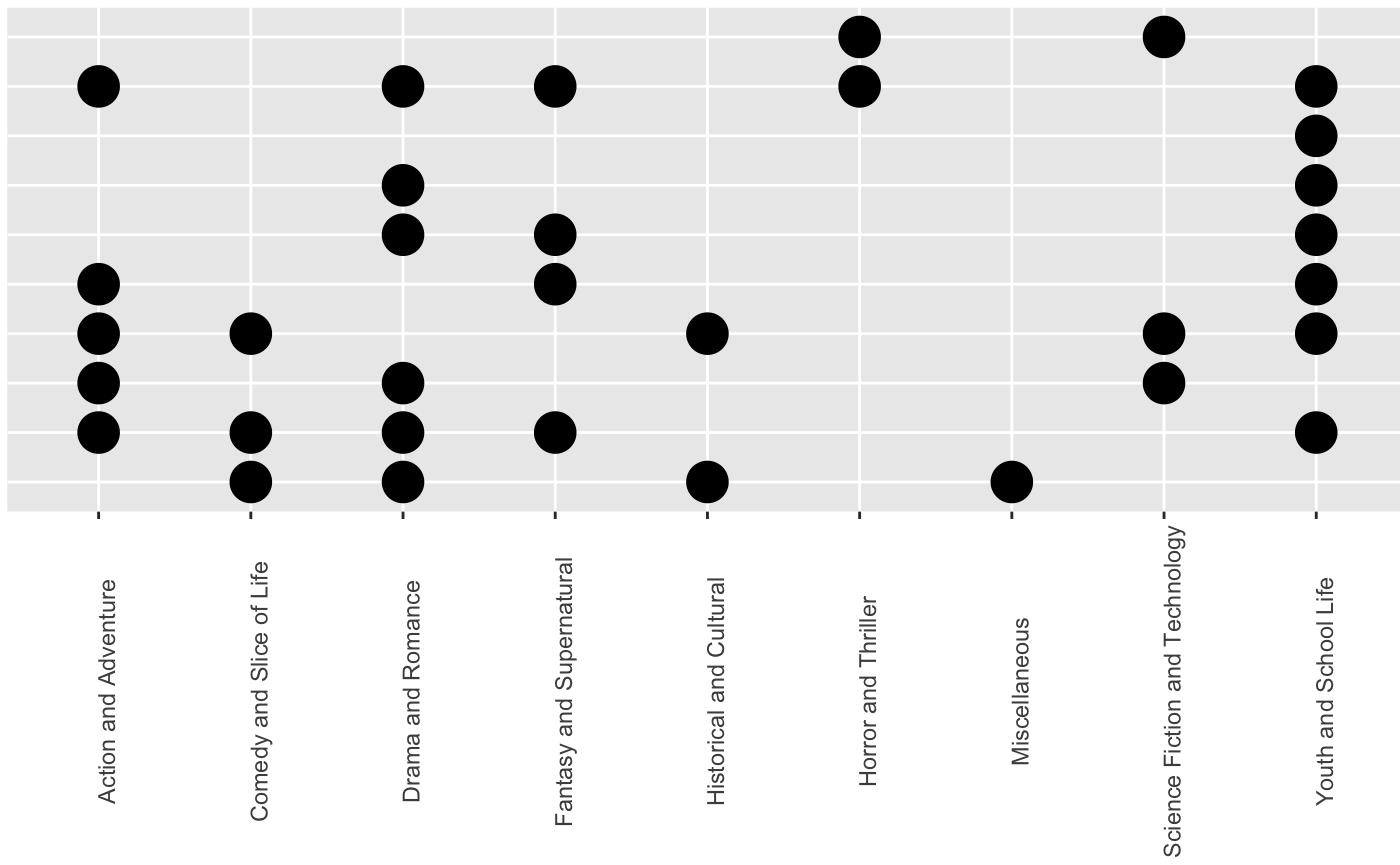 Action and Adventure
Comedy and Slice of Life
Drama and Romance
Fantasy and Supernatural
Historical and Cultural
Horror and Thriller
Miscellaneous
Science Fiction and Technology
Youth and School Life